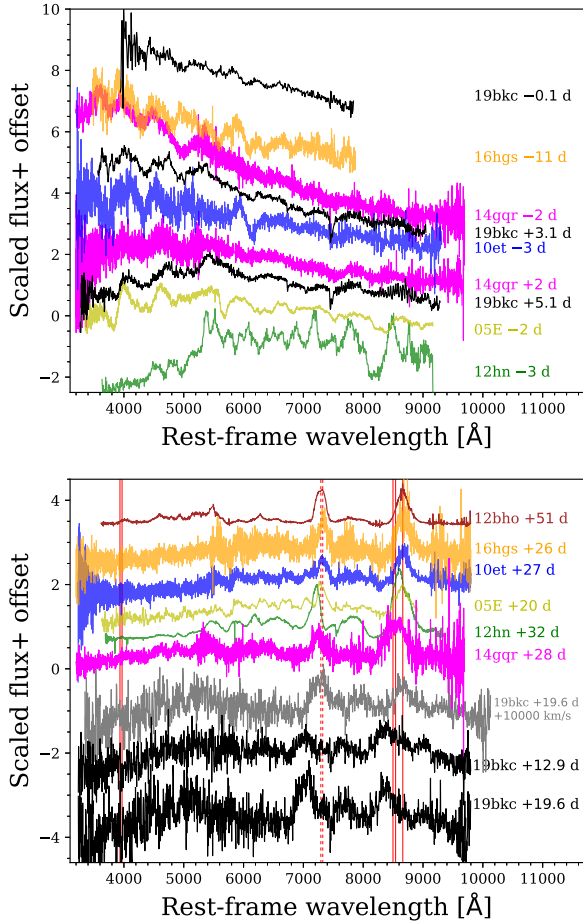 10
8
6
4
2
0
−2
Scaled flux+ offset
19bkc −0.1 d
16hgs −11 d
14gqr −2 d
19bkc +3.1 d
10et −3 d
14gqr +2 d
19bkc +5.1 d
05E −2 d
12hn −3 d
4000 5000 6000 7000 8000 9000 10000 11000
Rest-frame wavelength [Å]
4
2
0
−2
−4
Scaled flux+ offset
12bho +51 d
16hgs +26 d
10et +27 d
05E +20 d
12hn +32 d
14gqr +28 d
19bkc +19.6 d
+10000 km/s
19bkc +12.9 d
19bkc +19.6 d
4000 5000 6000 7000 8000 9000 10000 11000
Rest-frame wavelength [Å]